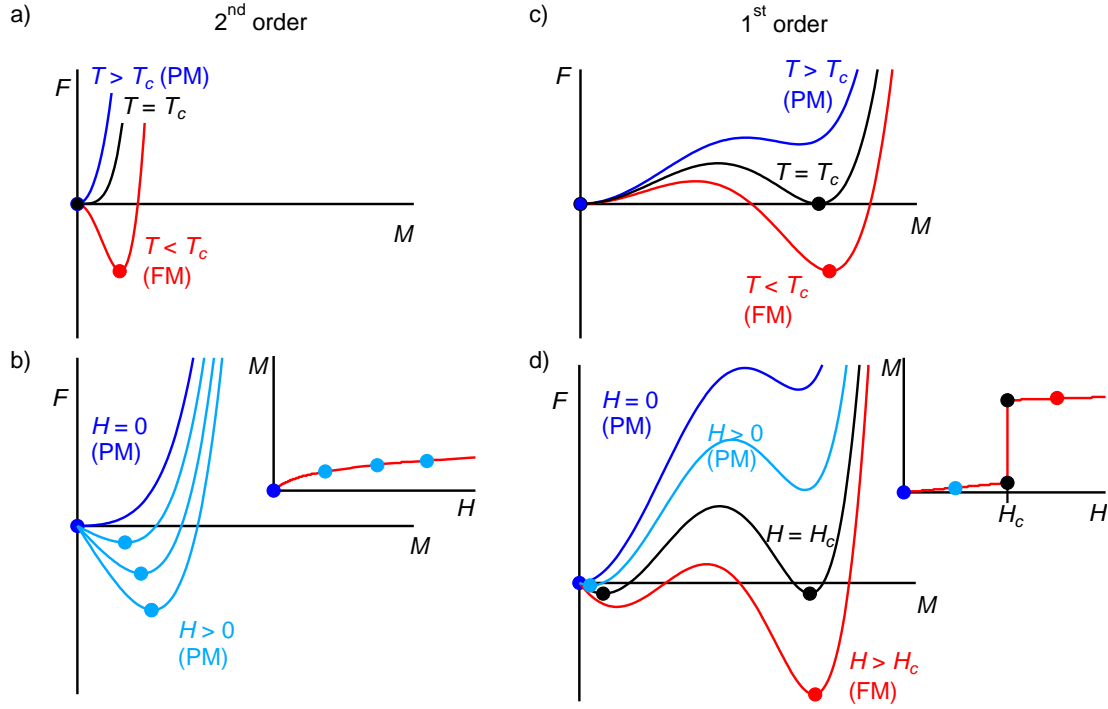 a)
2nd order
F
T > Tc (PM)
T = Tc
M
T < Tc
(FM)
c)
1st order
F
T > Tc
(PM)
T = Tc
M
T < Tc
(FM)
b)
F
H = 0
(PM)
M
H
M
H > 0
(PM)
d)
F
H = 0
(PM)
H > 0
(PM)
H = Hc
M
H > Hc
(FM)
M
Hc
H